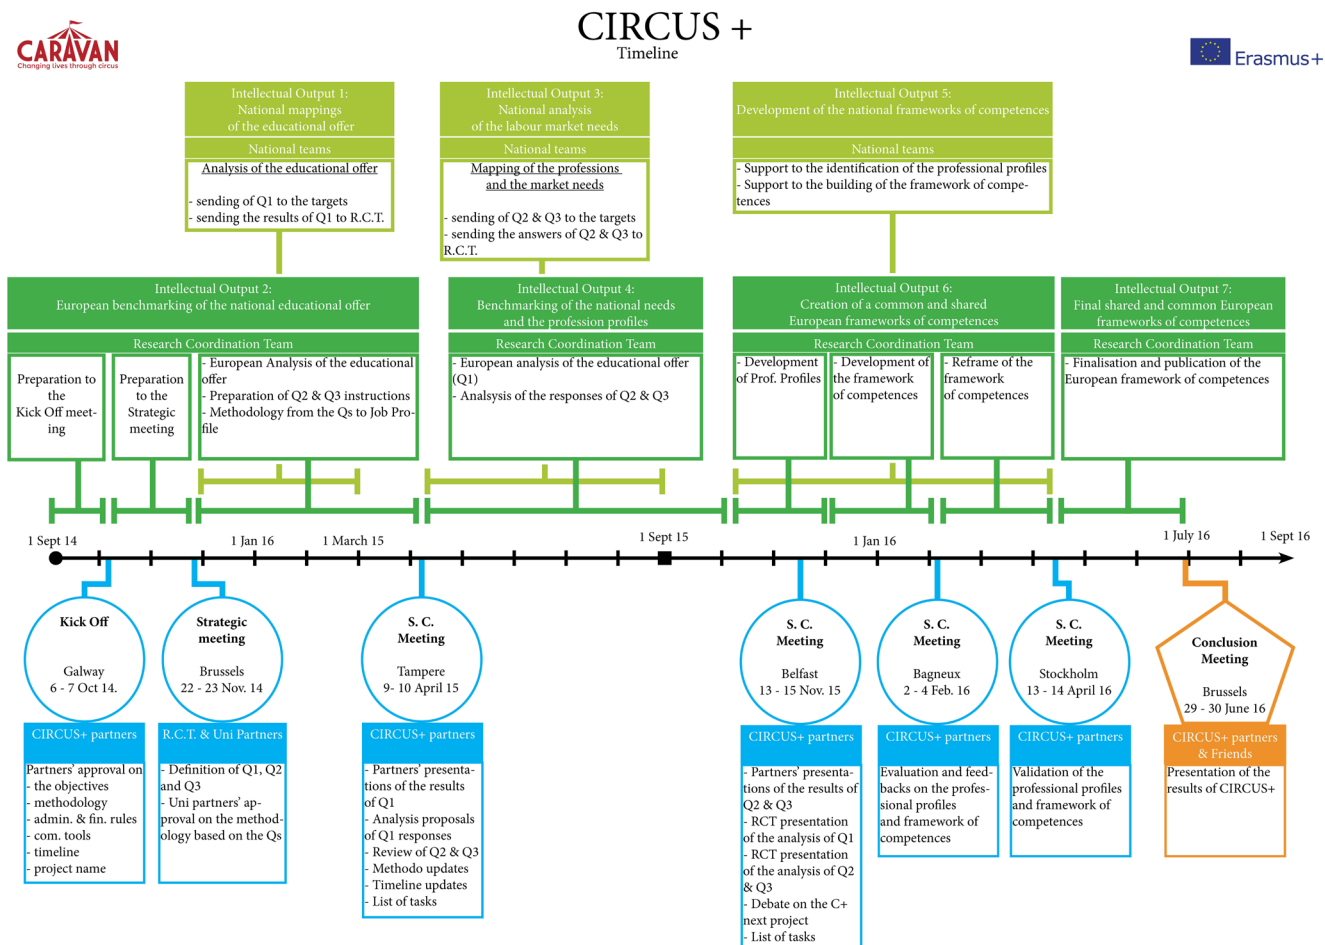 CIRCUS +
Timeline
CARAVAN
Changing lives through circus
Erasmus+
Intellectual Output 1:
National mappings
of the educational offer
National teams
Analysis of the educational offer
- sending of Q1 to the targets
- sending the results of Q1 to R.C.T.
Intellectual Output 3:
National analysis
of the labour market needs
National teams
Mapping of the professions
and the market needs
- sending of Q2 & Q3 to the targets
- sending the answers of Q2 & Q3 to
R.C.T.
Intellectual Output 5:
Development of the national frameworks of competences
National teams
- Support to the identification of the professional profiles
- Support to the building of the framework of compe-
tences
Intellectual Output 2:
European benchmarking of the national educational offer
Research Coordination Team
Preparation to
the
Kick Off meet-
ing
Preparation
to the
Strategic
meeting
- European Analysis of the educational
offer
- Preparation of Q2 & Q3 instructions
- Methodology from the Qs to Job Pro-
file
Intellectual Output 4:
Benchmarking of the national needs
and the profession profiles
Research Coordination Team
- European analysis of the educational offer
(Q1)
- Analsysis of the responses of Q2 & Q3
Intellectual Output 6:
Creation of a common and shared
European frameworks of competences
Research Coordination Team
- Development
of Prof. Profiles
- Development of
the framework
of competences
- Reframe of the
framework
of competences
Intellectual Output 7:
Final shared and common European
frameworks of competences
Research Coordination Team
- Finalisation and publication of the
European framework of competences
1 Sept 14
1 Jan 16
1 March 15
1 Sept 15
1 Jan 16
1 July 16
1 Sept 16
Kick Off
Galway
6 - 7 Oct 14.
CIRCUS+ partners
Partners' approval on
- the objectives
- methodology
- admin. & fin. rules
- com. tools
- timeline
- project name
Strategic
meeting
Brussels
22 - 23 Nov. 14
R.C.T. & Uni Partners
- Definition of Q1, Q2
and Q3
- Uni partners' ap-
proval on the method-
ology based on the Qs
S. C.
Meeting
Tampere
9- 10 April 15
CIRCUS+ partners
- Partners' presenta-
tions of the results
of Q1
- Analysis proposals
of Q1 responses
- Review of Q2 & Q3
- Methodo updates
- Timeline updates
- List of tasks
S. C.
Meeting
Belfast
13 - 15 Nov. 15
CIRCUS+ partners
- Partners' presenta-
tions of the results of
Q2 & Q3
- RCT presentation
of the analysis of Q1
- RCT presentation
of the analysis of Q2
& Q3
- Debate on the C+
next project
- List of tasks
S. C.
Meeting
Bagneux
2 - 4 Feb. 16
CIRCUS+ partners
Evaluation and feed-
backs on the profes-
sional profiles
and framework of
competences
S. C.
Meeting
Stockholm
13 - 14 April 16
CIRCUS+ partners
Validation of the
professional profiles
and framework of
competences
Conclusion
Meeting
Brussels
29 - 30 June 16
CIRCUS+ partners
& Friends
Presentation of the
results of CIRCUS+